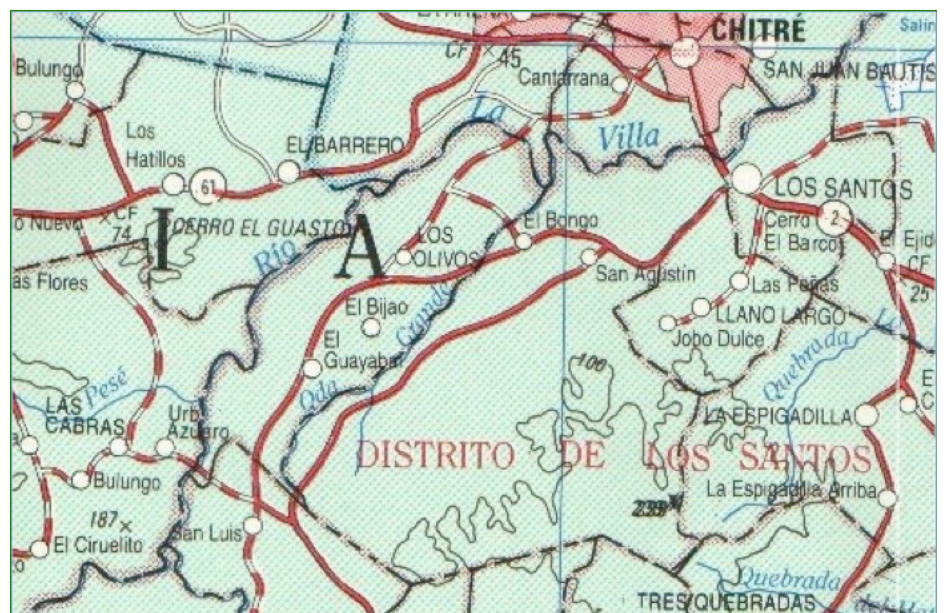 CHITRÉ
Salin
CF × 45
Bulungo
Cantarrana
SAN JUAN BAUTIS
La
Los
Hatillos
EL BARRERO
Villa
61
LOS SANTOS
o Nuevo
CF
74
CERRO EL GUASTO
El Bongo
Cerro
El Barco
2
I
A
LOS
OLIVOS
Río
El Ejid
CF
25
as Flores
San Agustín
Las Peñas
El Bijao
Grande
LLANO LARGO
Jobo Dulce
El
Guayabal
100
Quebrada
Pesé
Qda
LAS
CABRAS
Urb
Azuaro
E
C
LA ESPIGADILLA
DISTRITO DE LOS SANTOS
Bulungo
La Espigadilla Arriba
239
187 ×
El Ciruelito
San Luis
Quebrada
TRES QUEBRADAS